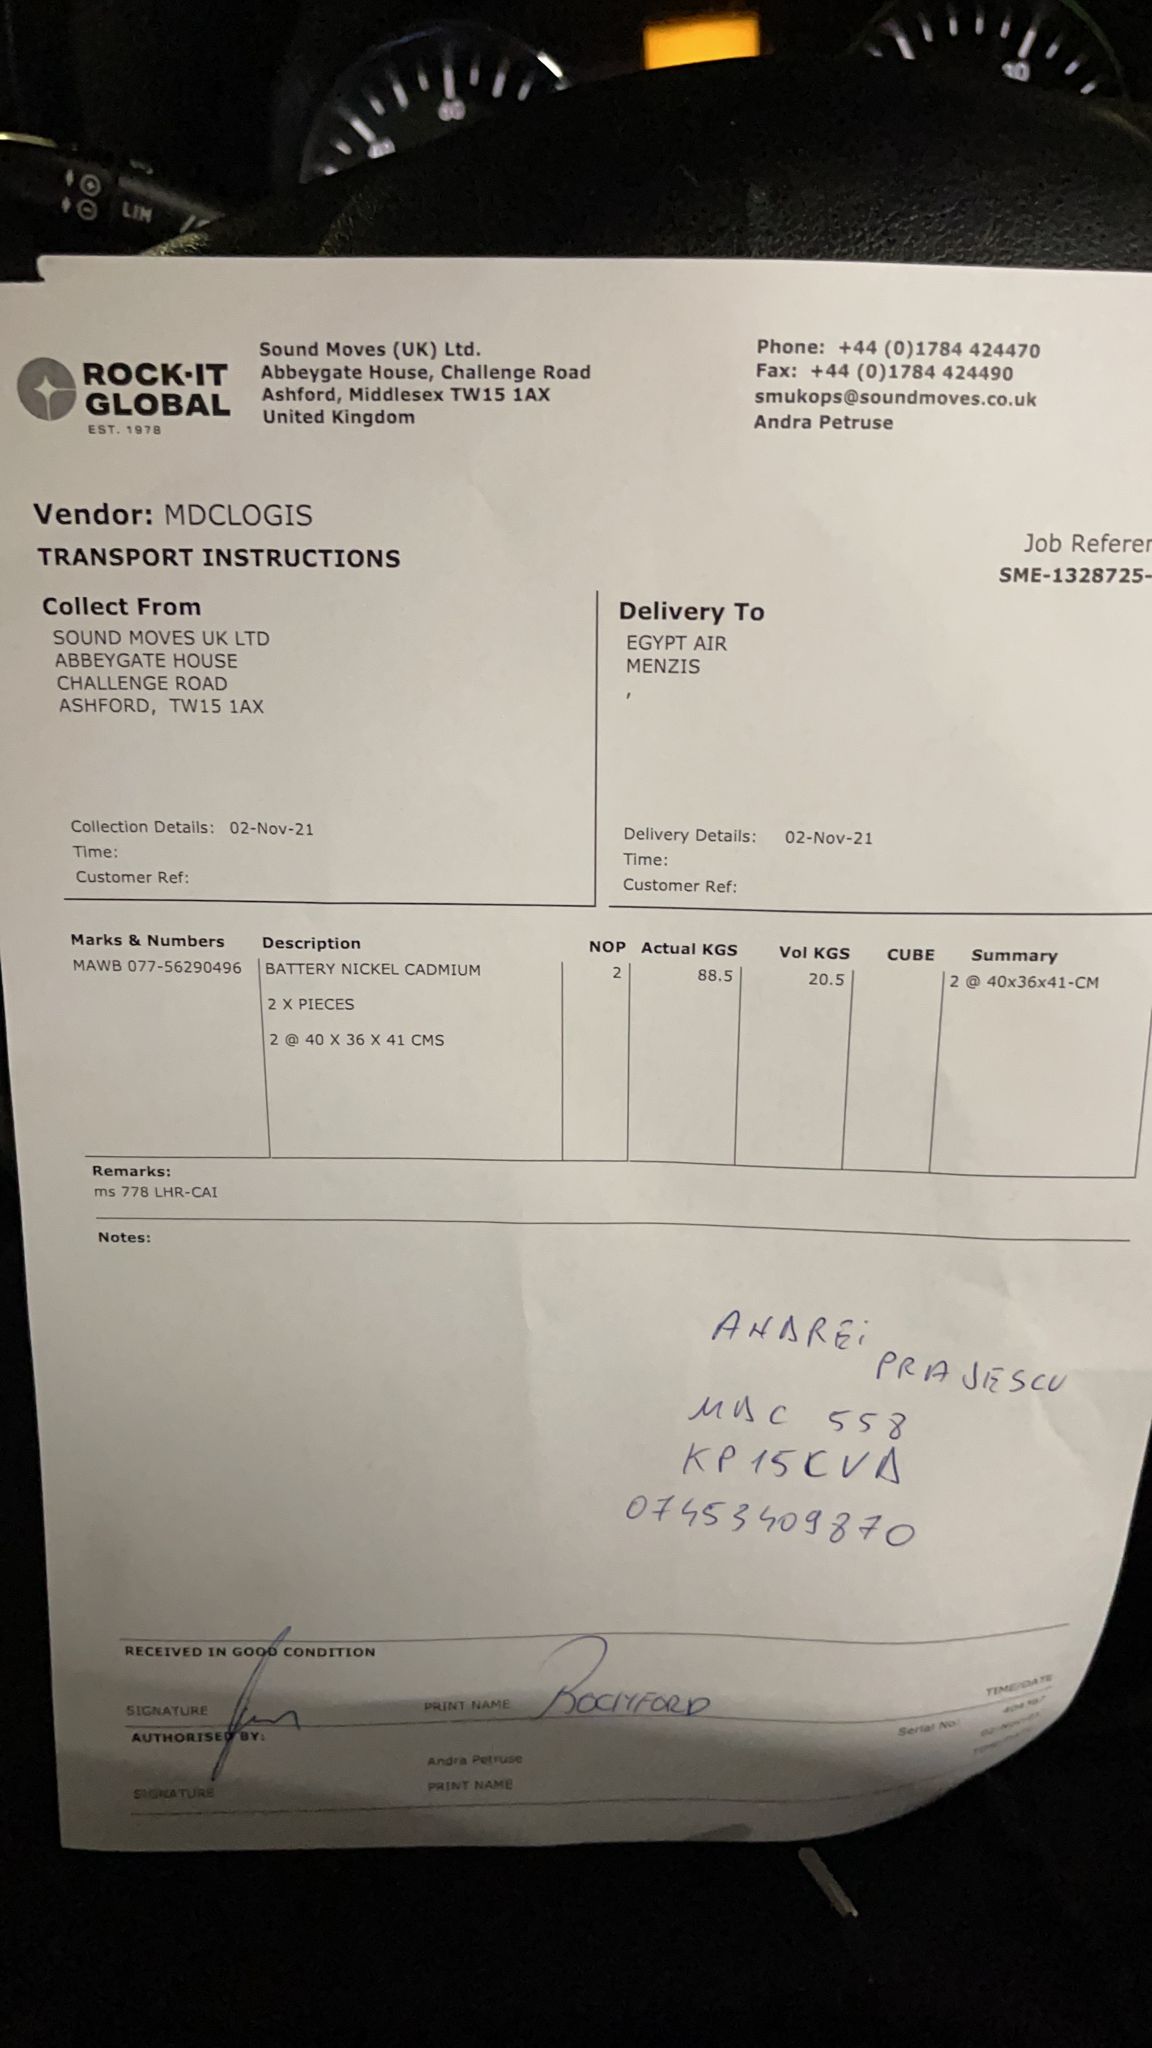 LIM
ROCK·IT
GLOBAL
EST. 1978
Sound Moves (UK) Ltd.
Abbeygate House, Challenge Road
Ashford, Middlesex TW15 1AX
United Kingdom
Phone: +44 (0)1784 424470
Fax: +44 (0)1784 424490
smukops@soundmoves.co.uk
Andra Petruse
Vendor: MDCLOGIS
TRANSPORT INSTRUCTIONS
Job Referen
SME-1328725-
Collect From
SOUND MOVES UK LTD
ABBEYGATE HOUSE
CHALLENGE ROAD
ASHFORD, TW15 1AX
Collection Details: 02-Nov-21
Time:
Customer Ref:
Delivery To
EGYPT AIR
MENZIS
,
Delivery Details: 02-Nov-21
Time:
Customer Ref:
Marks & Numbers Description NOP Actual KGS Vol KGS CUBE Summary
MAWB 077-56290496 BATTERY NICKEL CADMIUM 2 88.5 20.5 2 @ 40x36x41-CM
2 X PIECES
2 @ 40 X 36 X 41 CMS
Remarks:
ms 778 LHR-CAI
Notes:
ANDREi
PRAJESCU
MDC 558
KP15CVA
07453409870
RECEIVED IN GOOD CONDITION
SIGNATURE PRINT NAME ROCHFORD TIME/DATE
AUTHORISED BY: Serial No:
Andra Petruse
SIGNATURE PRINT NAME